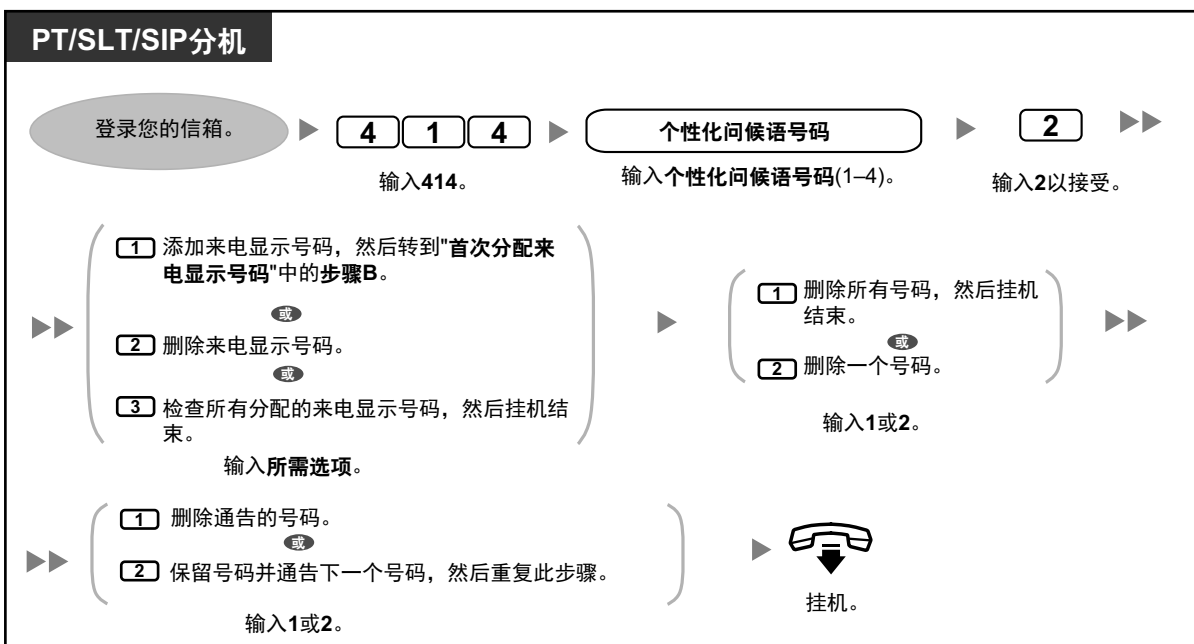 PT/SLT/SIP分机
登录您的信箱。
4 1 4
个性化问候语号码
2
输入414。
输入个性化问候语号码(1–4)。
输入2以接受。
1 添加来电显示号码，然后转到"首次分配来
电显示号码"中的步骤B。
或
2 删除来电显示号码。
或
3 检查所有分配的来电显示号码，然后挂机结
束。
输入所需选项。
1 删除所有号码，然后挂机
结束。
或
2 删除一个号码。
输入1或2。
1 删除通告的号码。
或
2 保留号码并通告下一个号码，然后重复此步骤。
输入1或2。
挂机。